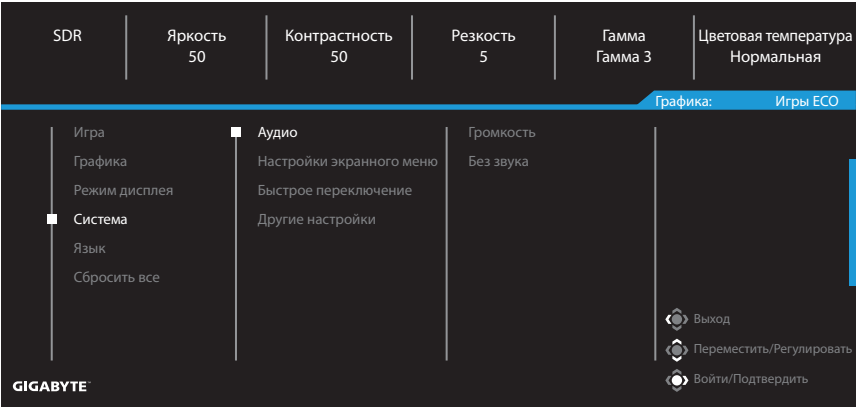 SDR Яркость Контрастность Резкость Гамма Цветовая температура
50 50 5 Гамма 3 Нормальная
Графика: Игры ECO
Игра Аудио Громкость
Графика Настройки экранного меню Без звука
Режим дисплея Быстрое переключение
Система Другие настройки
Язык
Сбросить все
Выход
Переместить/Регулировать
Войти/Подтвердить
GIGABYTE™